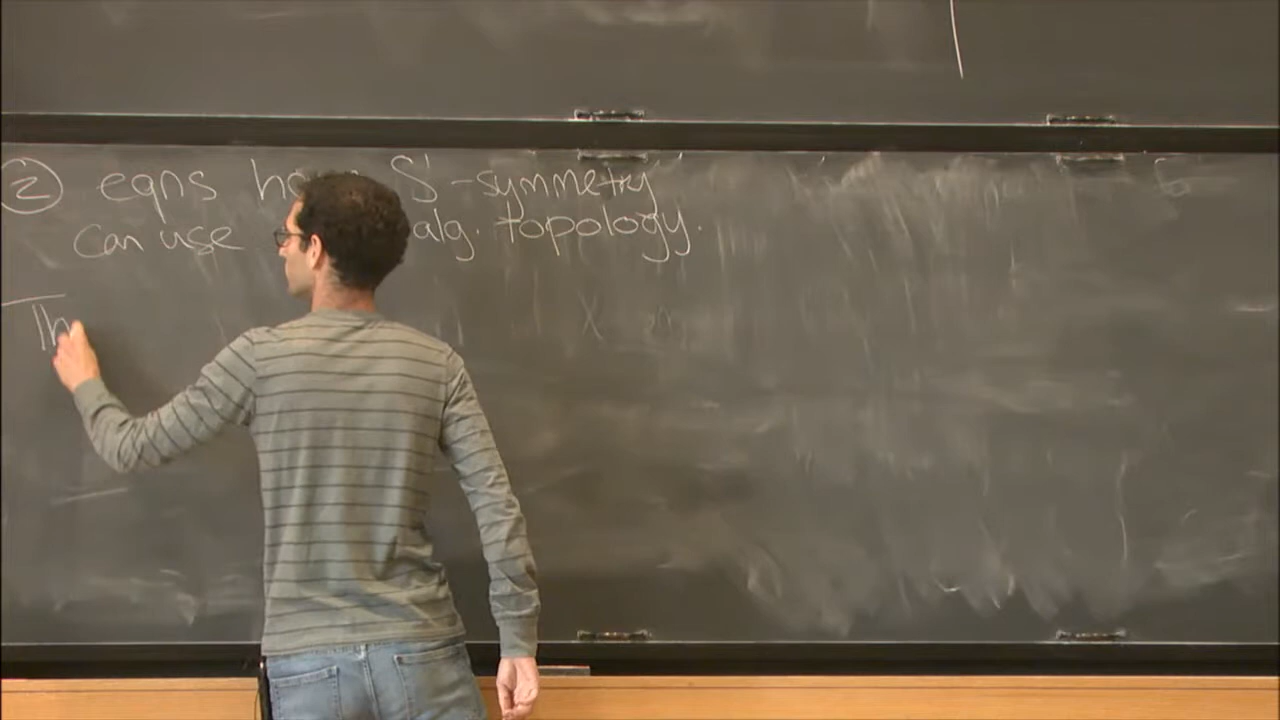 ② eqns S¹-symmetry
can use alg. topology.
Th